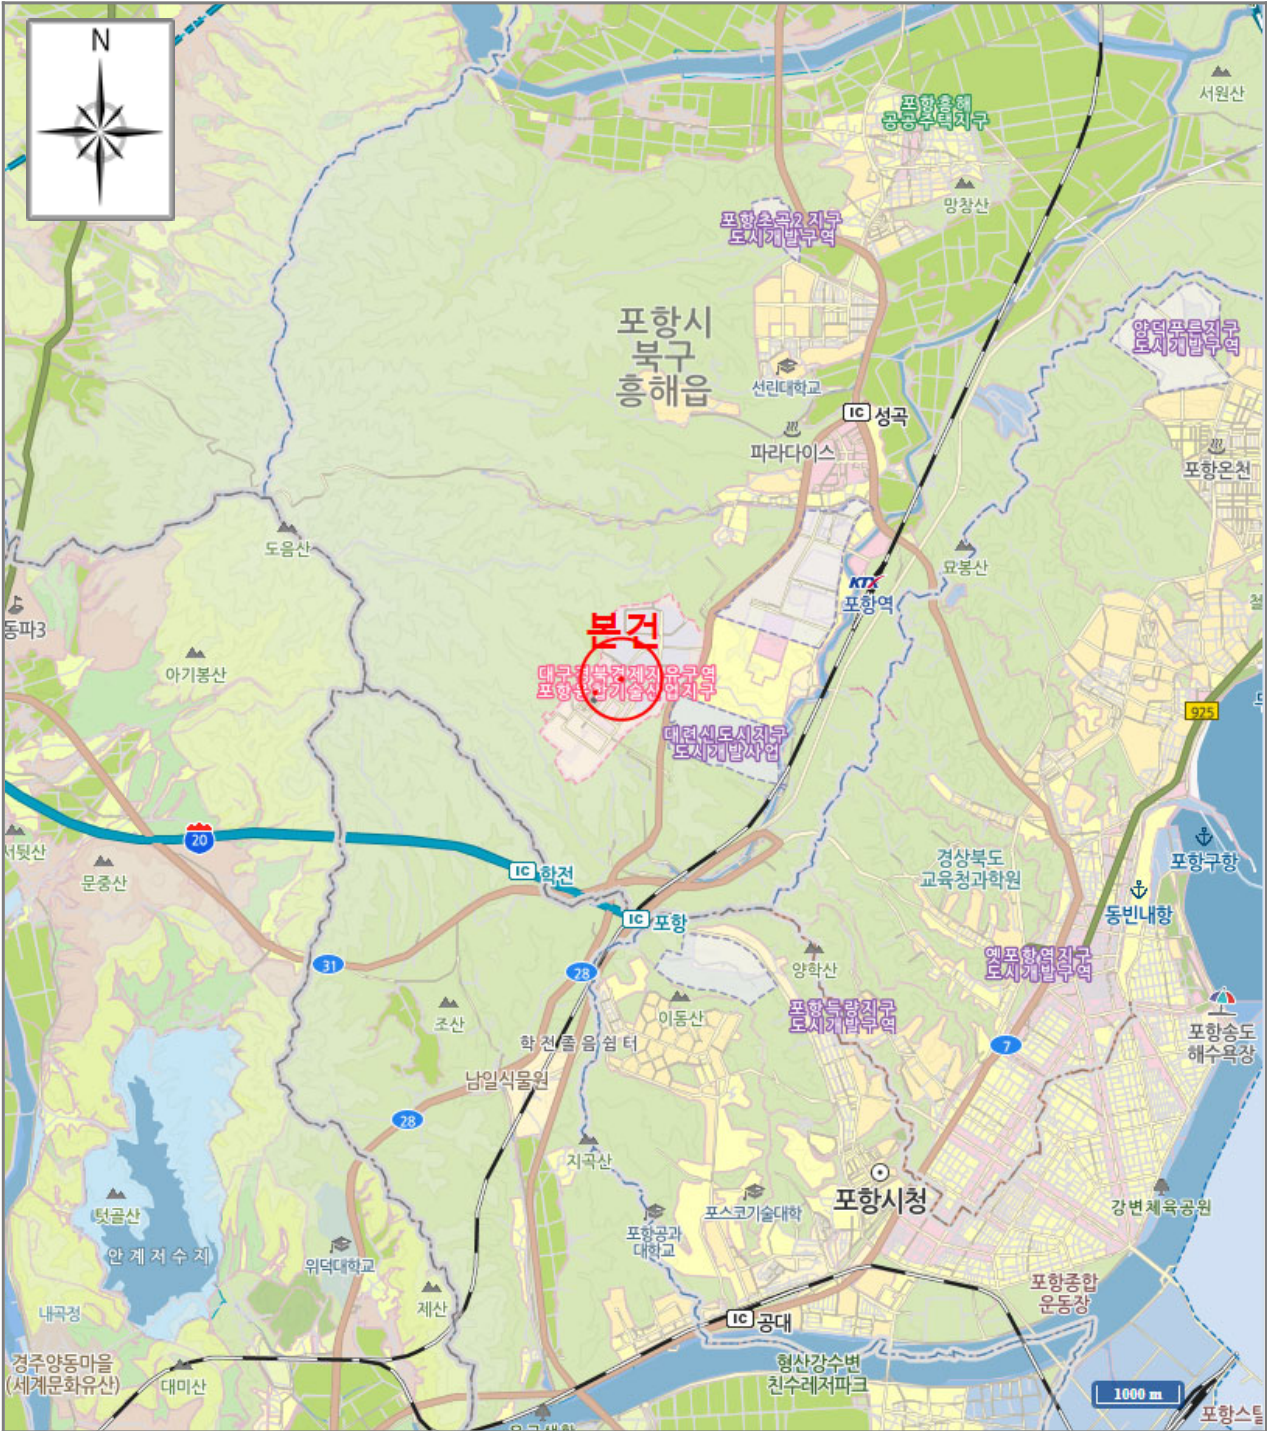 N
서원산
포항흥해
공공주택지구
망창산
포항초곡2지구
도시개발구역
포항시
북구
흥해읍
양덕푸른지구
도시개발구역
선린대학교
IC 성곡
파라다이스
포항온천
도음산
묘봉산
KTX
포항역
동파3
철
본건
아기봉산
대구경북경제자유구역
포항융합기술산업지구
925
대련신도시지구
도시개발사업
20
서뒷산
문중산
IC 학전
경상북도
교육청과학원
포항구항
동빈내항
IC 포항
31
28
양학산
옛포항역지구
도시개발구역
조산
이동산
포항득량지구
도시개발구역
7
포항송도
해수욕장
학전졸음쉼터
남일식물원
28
지곡산
포항시청
텃골산
안계저수지
위덕대학교
포항공과
대학교
포스코기술대학
강변체육공원
내곡정
제산
포항종합
운동장
IC 공대
경주양동마을
(세계문화유산)
대미산
형산강수변
친수레저파크
1000 m
포항스틸